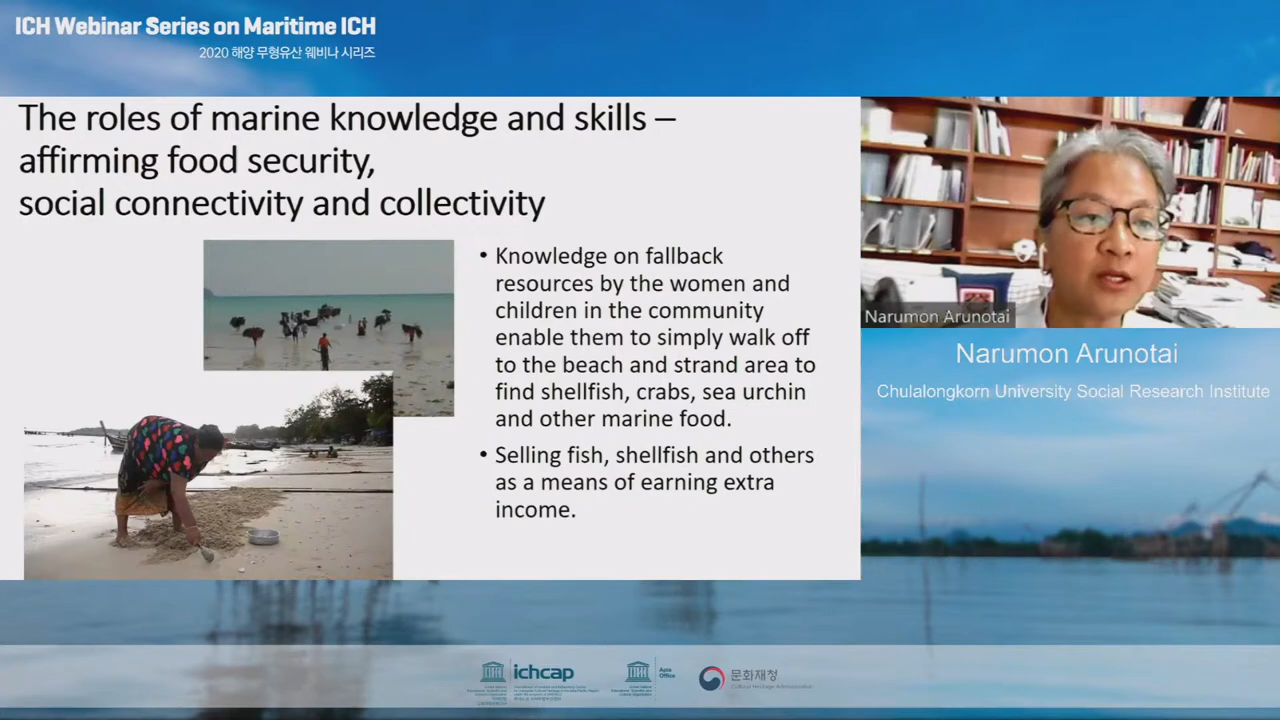 ICH Webinar Series on Maritime ICH
2020 해양 무형유산 웨비나 시리즈
The roles of marine knowledge and skills –
affirming food security,
social connectivity and collectivity
• Knowledge on fallback
resources by the women and
children in the community
enable them to simply walk off
to the beach and strand area to
find shellfish, crabs, sea urchin
and other marine food.
• Selling fish, shellfish and others
as a means of earning extra
income.
Narumon Arunotai
Narumon Arunotai
Chulalongkorn University Social Research Institute
ichcap
문화재청
Cultural Heritage Administration